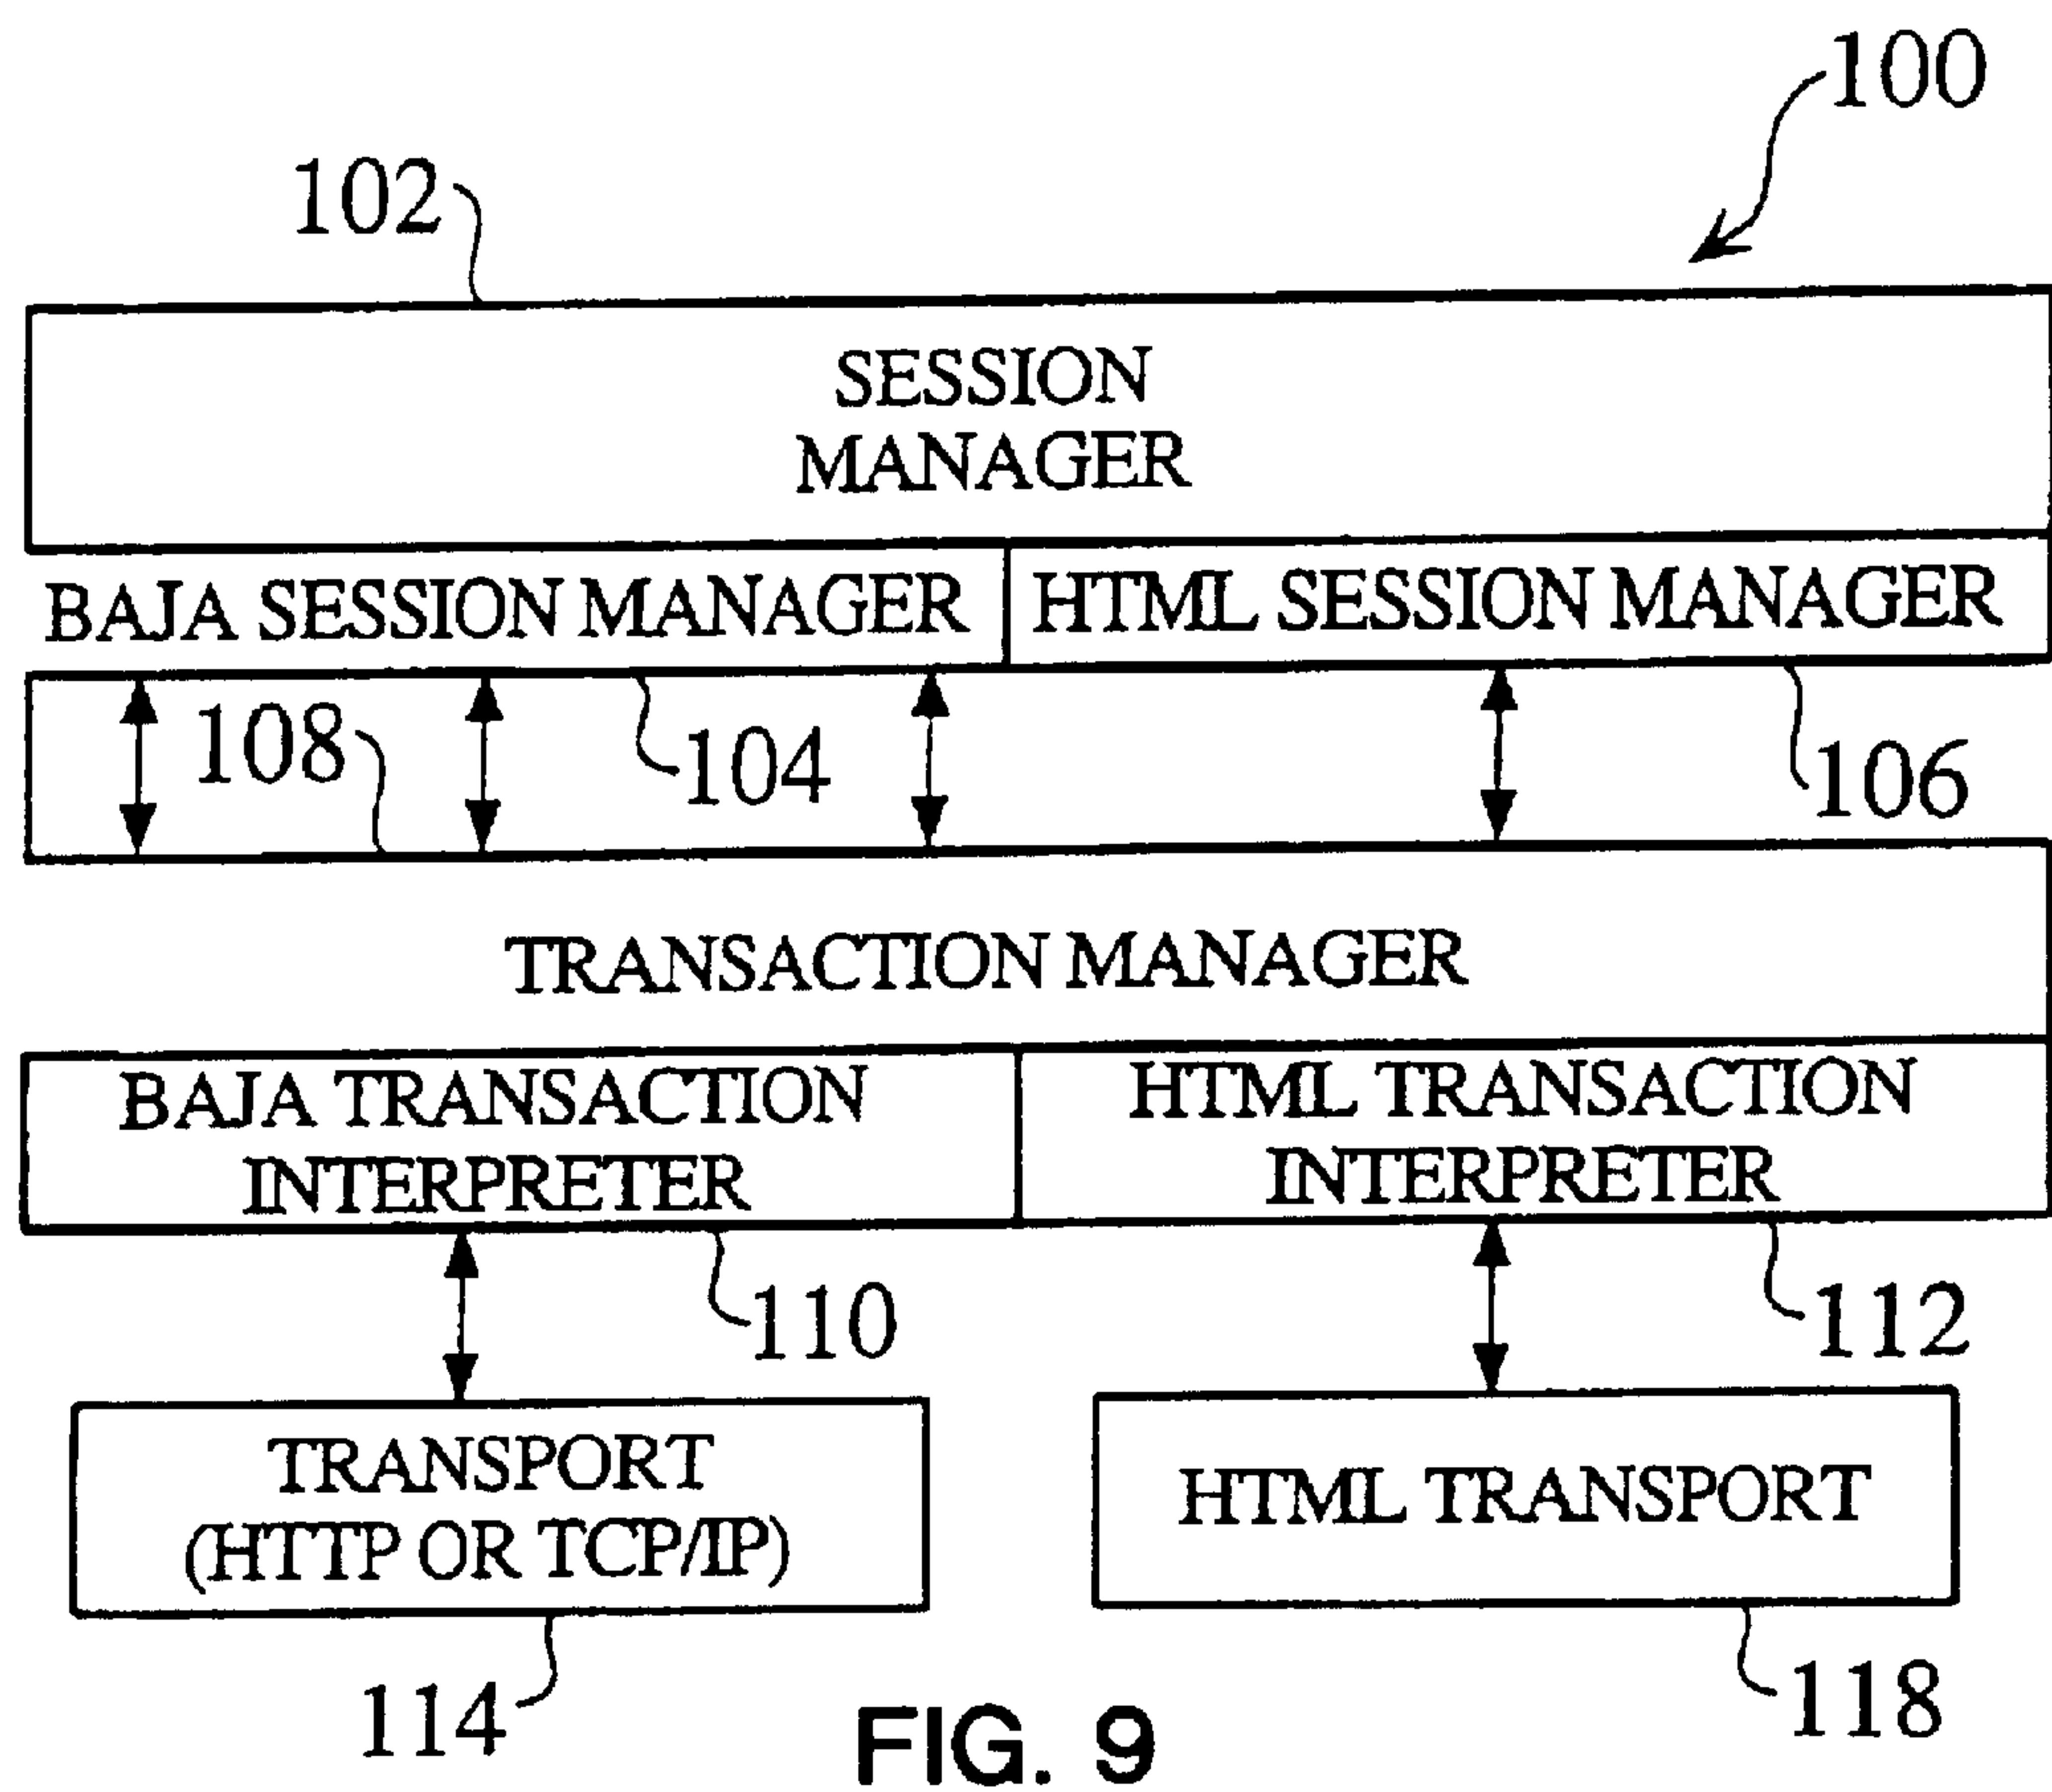 100
102
SESSION
MANAGER
BAJA SESSION MANAGER
HTML SESSION MANAGER
108
104
106
TRANSACTION MANAGER
BAJA TRANSACTION
INTERPRETER
HTML TRANSACTION
INTERPRETER
110
112
TRANSPORT
(HTTP OR TCP/IP)
HTML TRANSPORT
114
118
FIG. 9